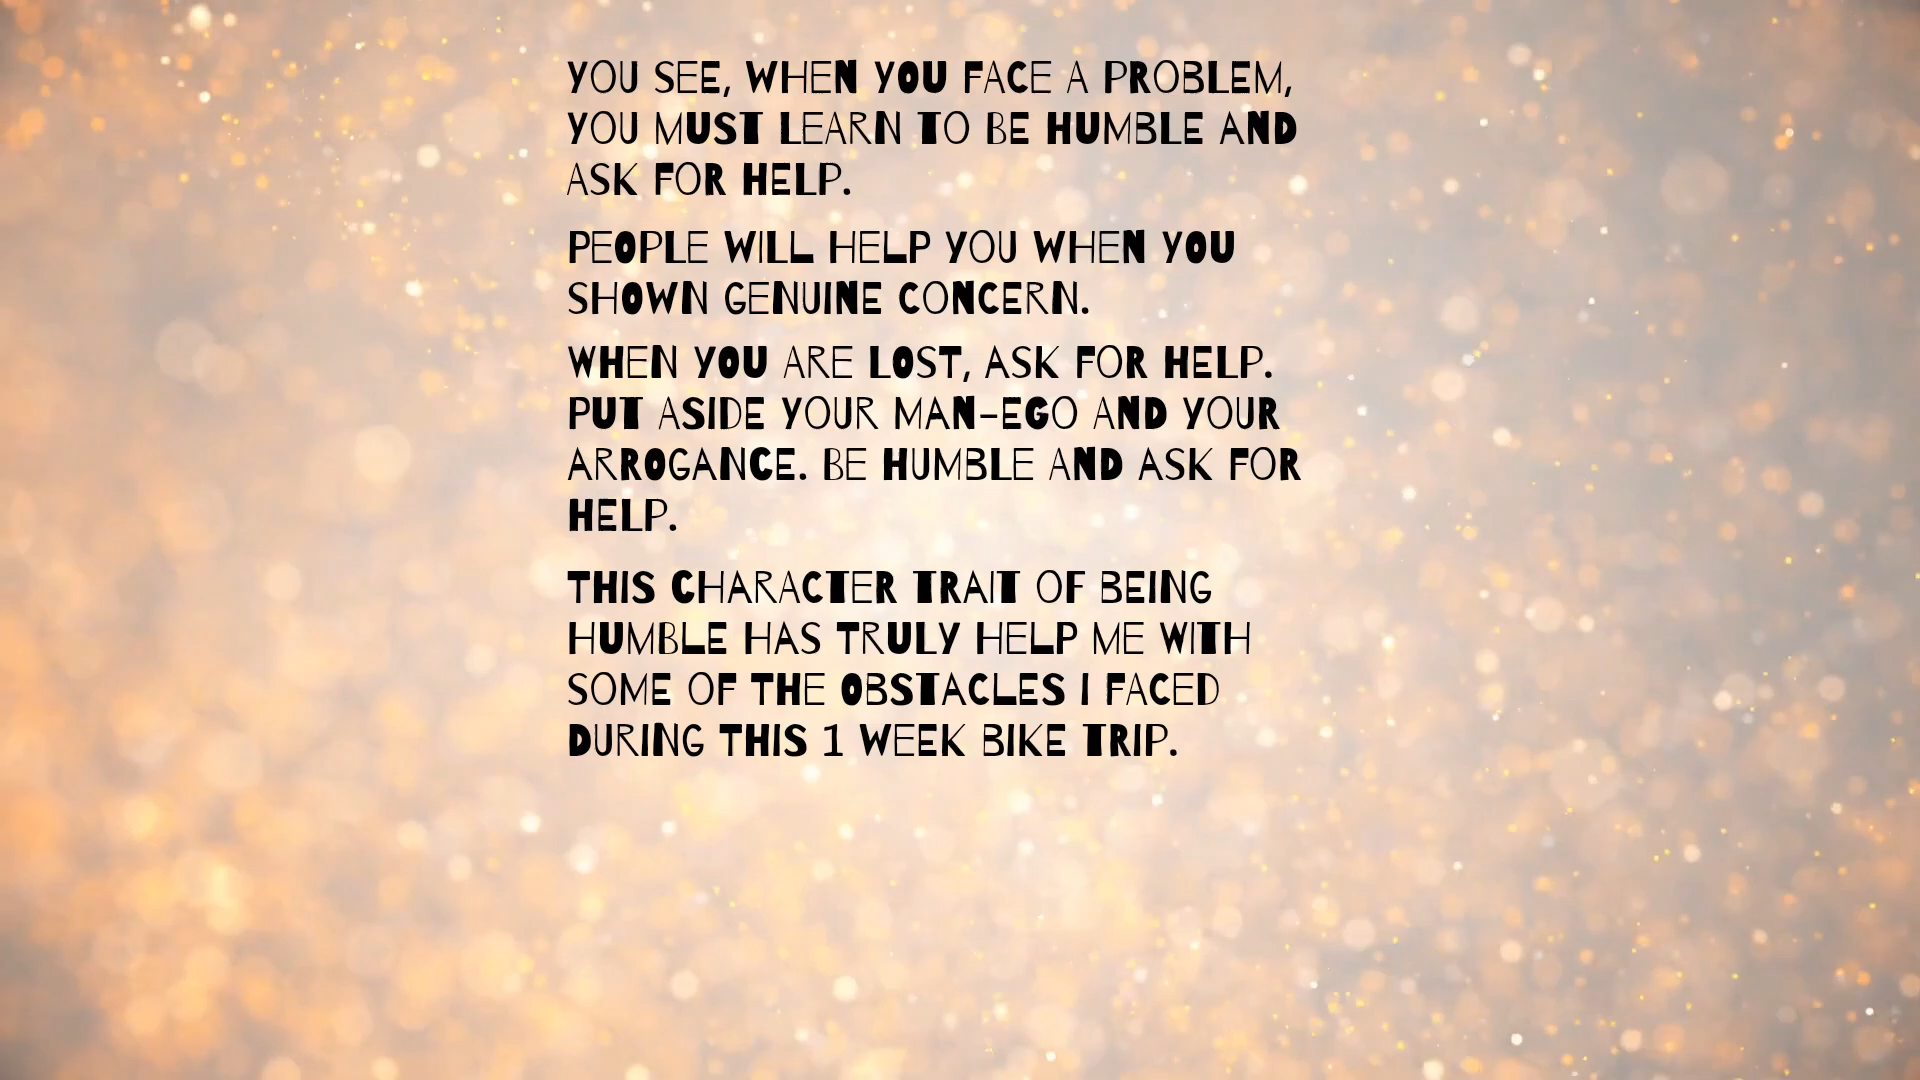 YOU SEE, WHEN YOU FACE A PROBLEM,
YOU MUST LEARN TO BE HUMBLE AND
ASK FOR HELP.
PEOPLE WILL HELP YOU WHEN YOU
SHOWN GENUINE CONCERN.
WHEN YOU ARE LOST, ASK FOR HELP.
PUT ASIDE YOUR MAN-EGO AND YOUR
ARROGANCE. BE HUMBLE AND ASK FOR
HELP.
THIS CHARACTER TRAIT OF BEING
HUMBLE HAS TRULY HELP ME WITH
SOME OF THE OBSTACLES I FACED
DURING THIS 1 WEEK BIKE TRIP.